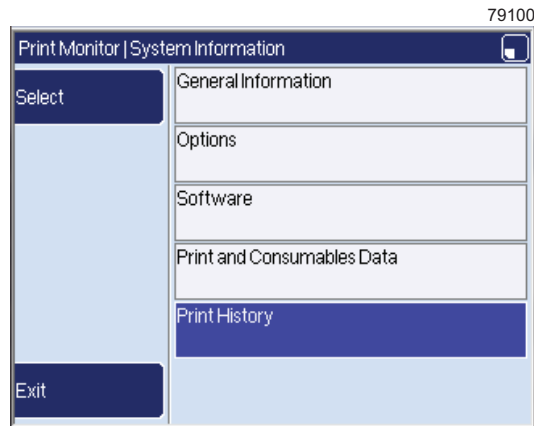 79100
Print Monitor | System Information
Select
General Information
Options
Software
Print and Consumables Data
Print History
Exit